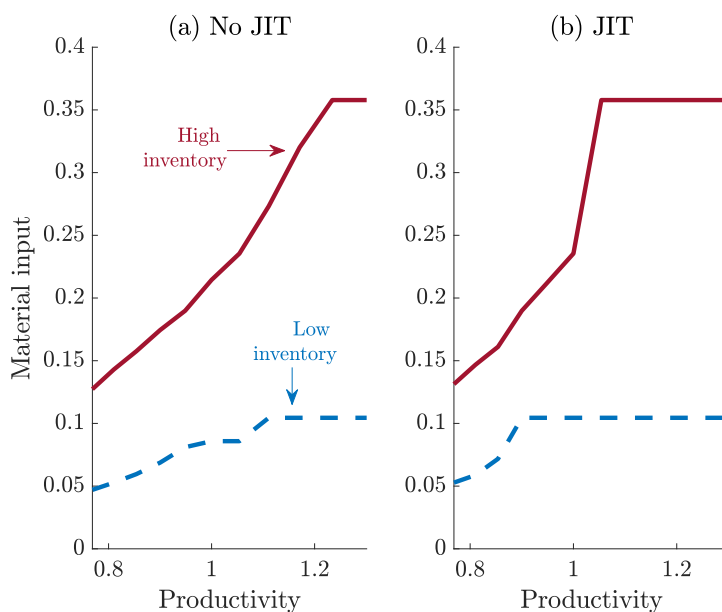 (a) No JIT
0.4
0.35
0.3
0.25
0.2
0.15
0.1
0.05
0
Material input
High
inventory
Low
inventory
0.8
1
1.2
Productivity
(b) JIT
0.4
0.35
0.3
0.25
0.2
0.15
0.1
0.05
0
0.8
1
1.2
Productivity